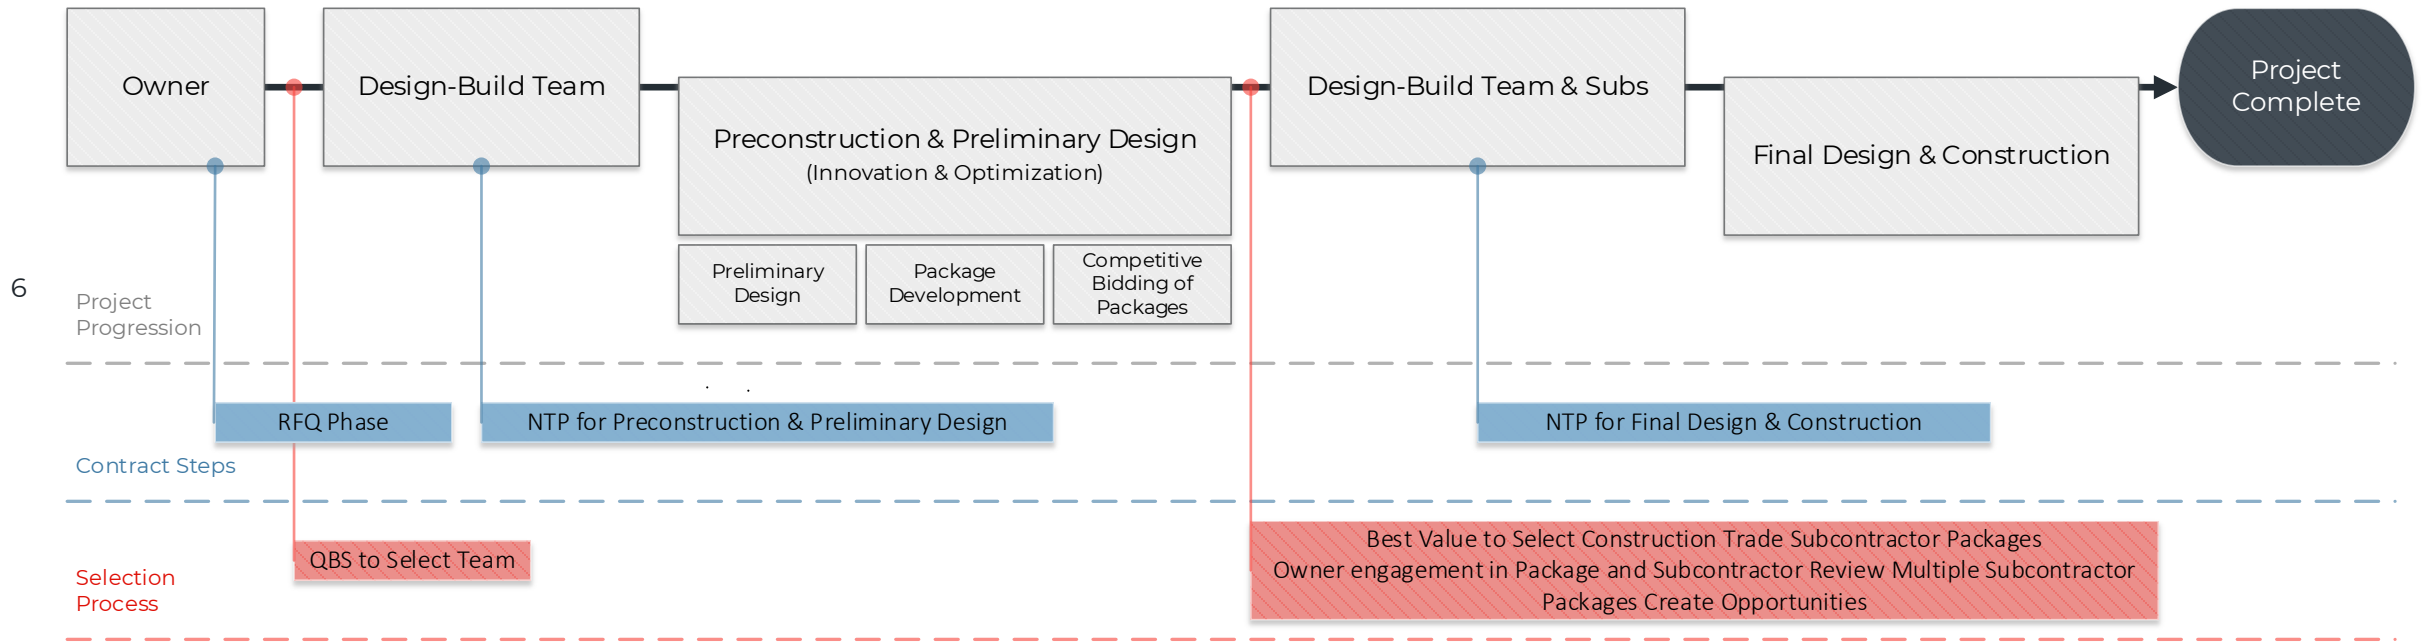 Owner
Design-Build Team
Preconstruction & Preliminary Design
(Innovation & Optimization)
Design-Build Team & Subs
Final Design & Construction
Project
Complete
Preliminary
Design
Package
Development
Competitive
Bidding of
Packages
6
Project
Progression
RFQ Phase
NTP for Preconstruction & Preliminary Design
NTP for Final Design & Construction
Contract Steps
QBS to Select Team
Best Value to Select Construction Trade Subcontractor Packages
Owner engagement in Package and Subcontractor Review Multiple Subcontractor
Packages Create Opportunities
Selection
Process